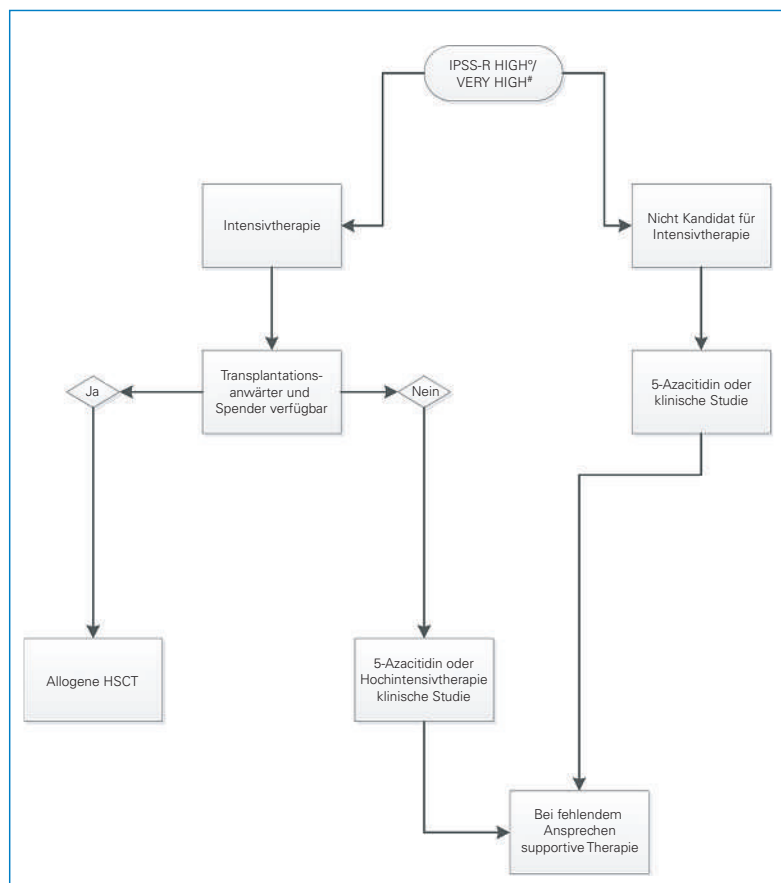 IPSS-R HIGH°/
VERY HIGH#
Intensivtherapie
Nicht Kandidat für
Intensivtherapie
Ja
Transplantations-
anwärter und
Spender verfügbar
Nein
5-Azacitidin oder
klinische Studie
Allogene HSCT
5-Azacitidin oder
Hochintensivtherapie
klinische Studie
Bei fehlendem
Ansprechen
supportive Therapie